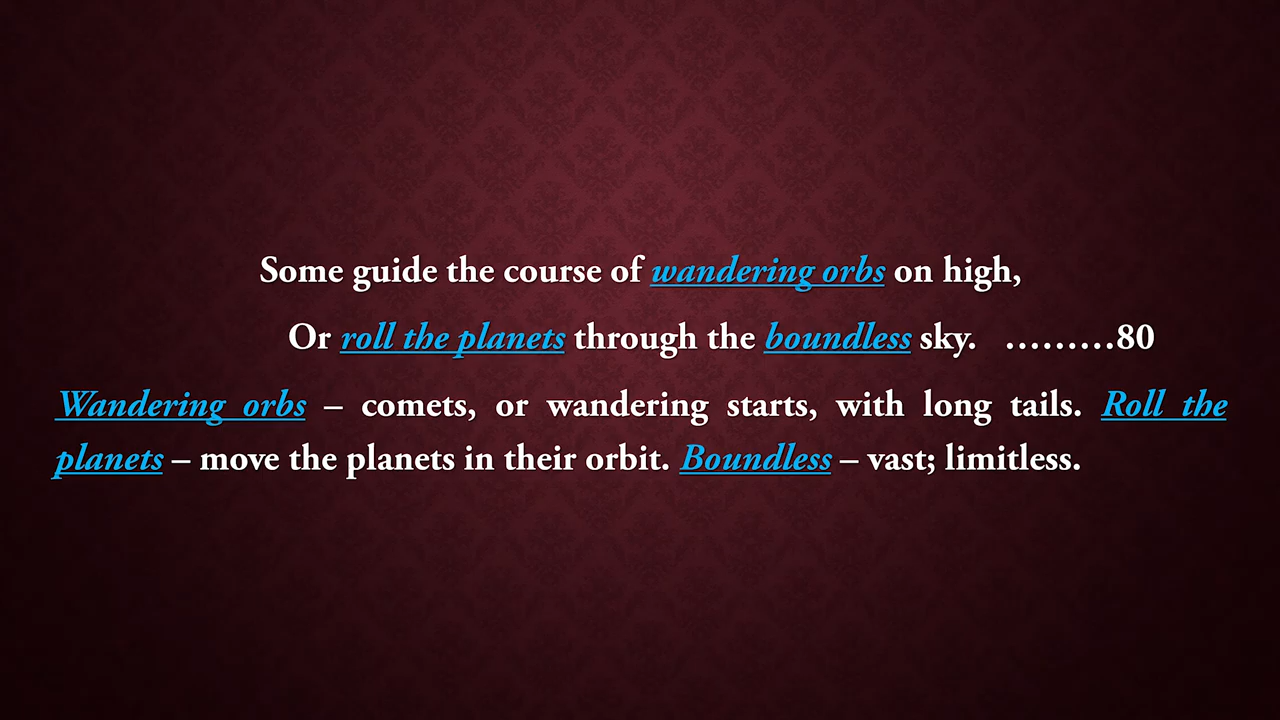 Some guide the course of wandering orbs on high,
Or roll the planets through the boundless sky. .........80
Wandering orbs – comets, or wandering starts, with long tails. Roll the
planets – move the planets in their orbit. Boundless – vast; limitless.